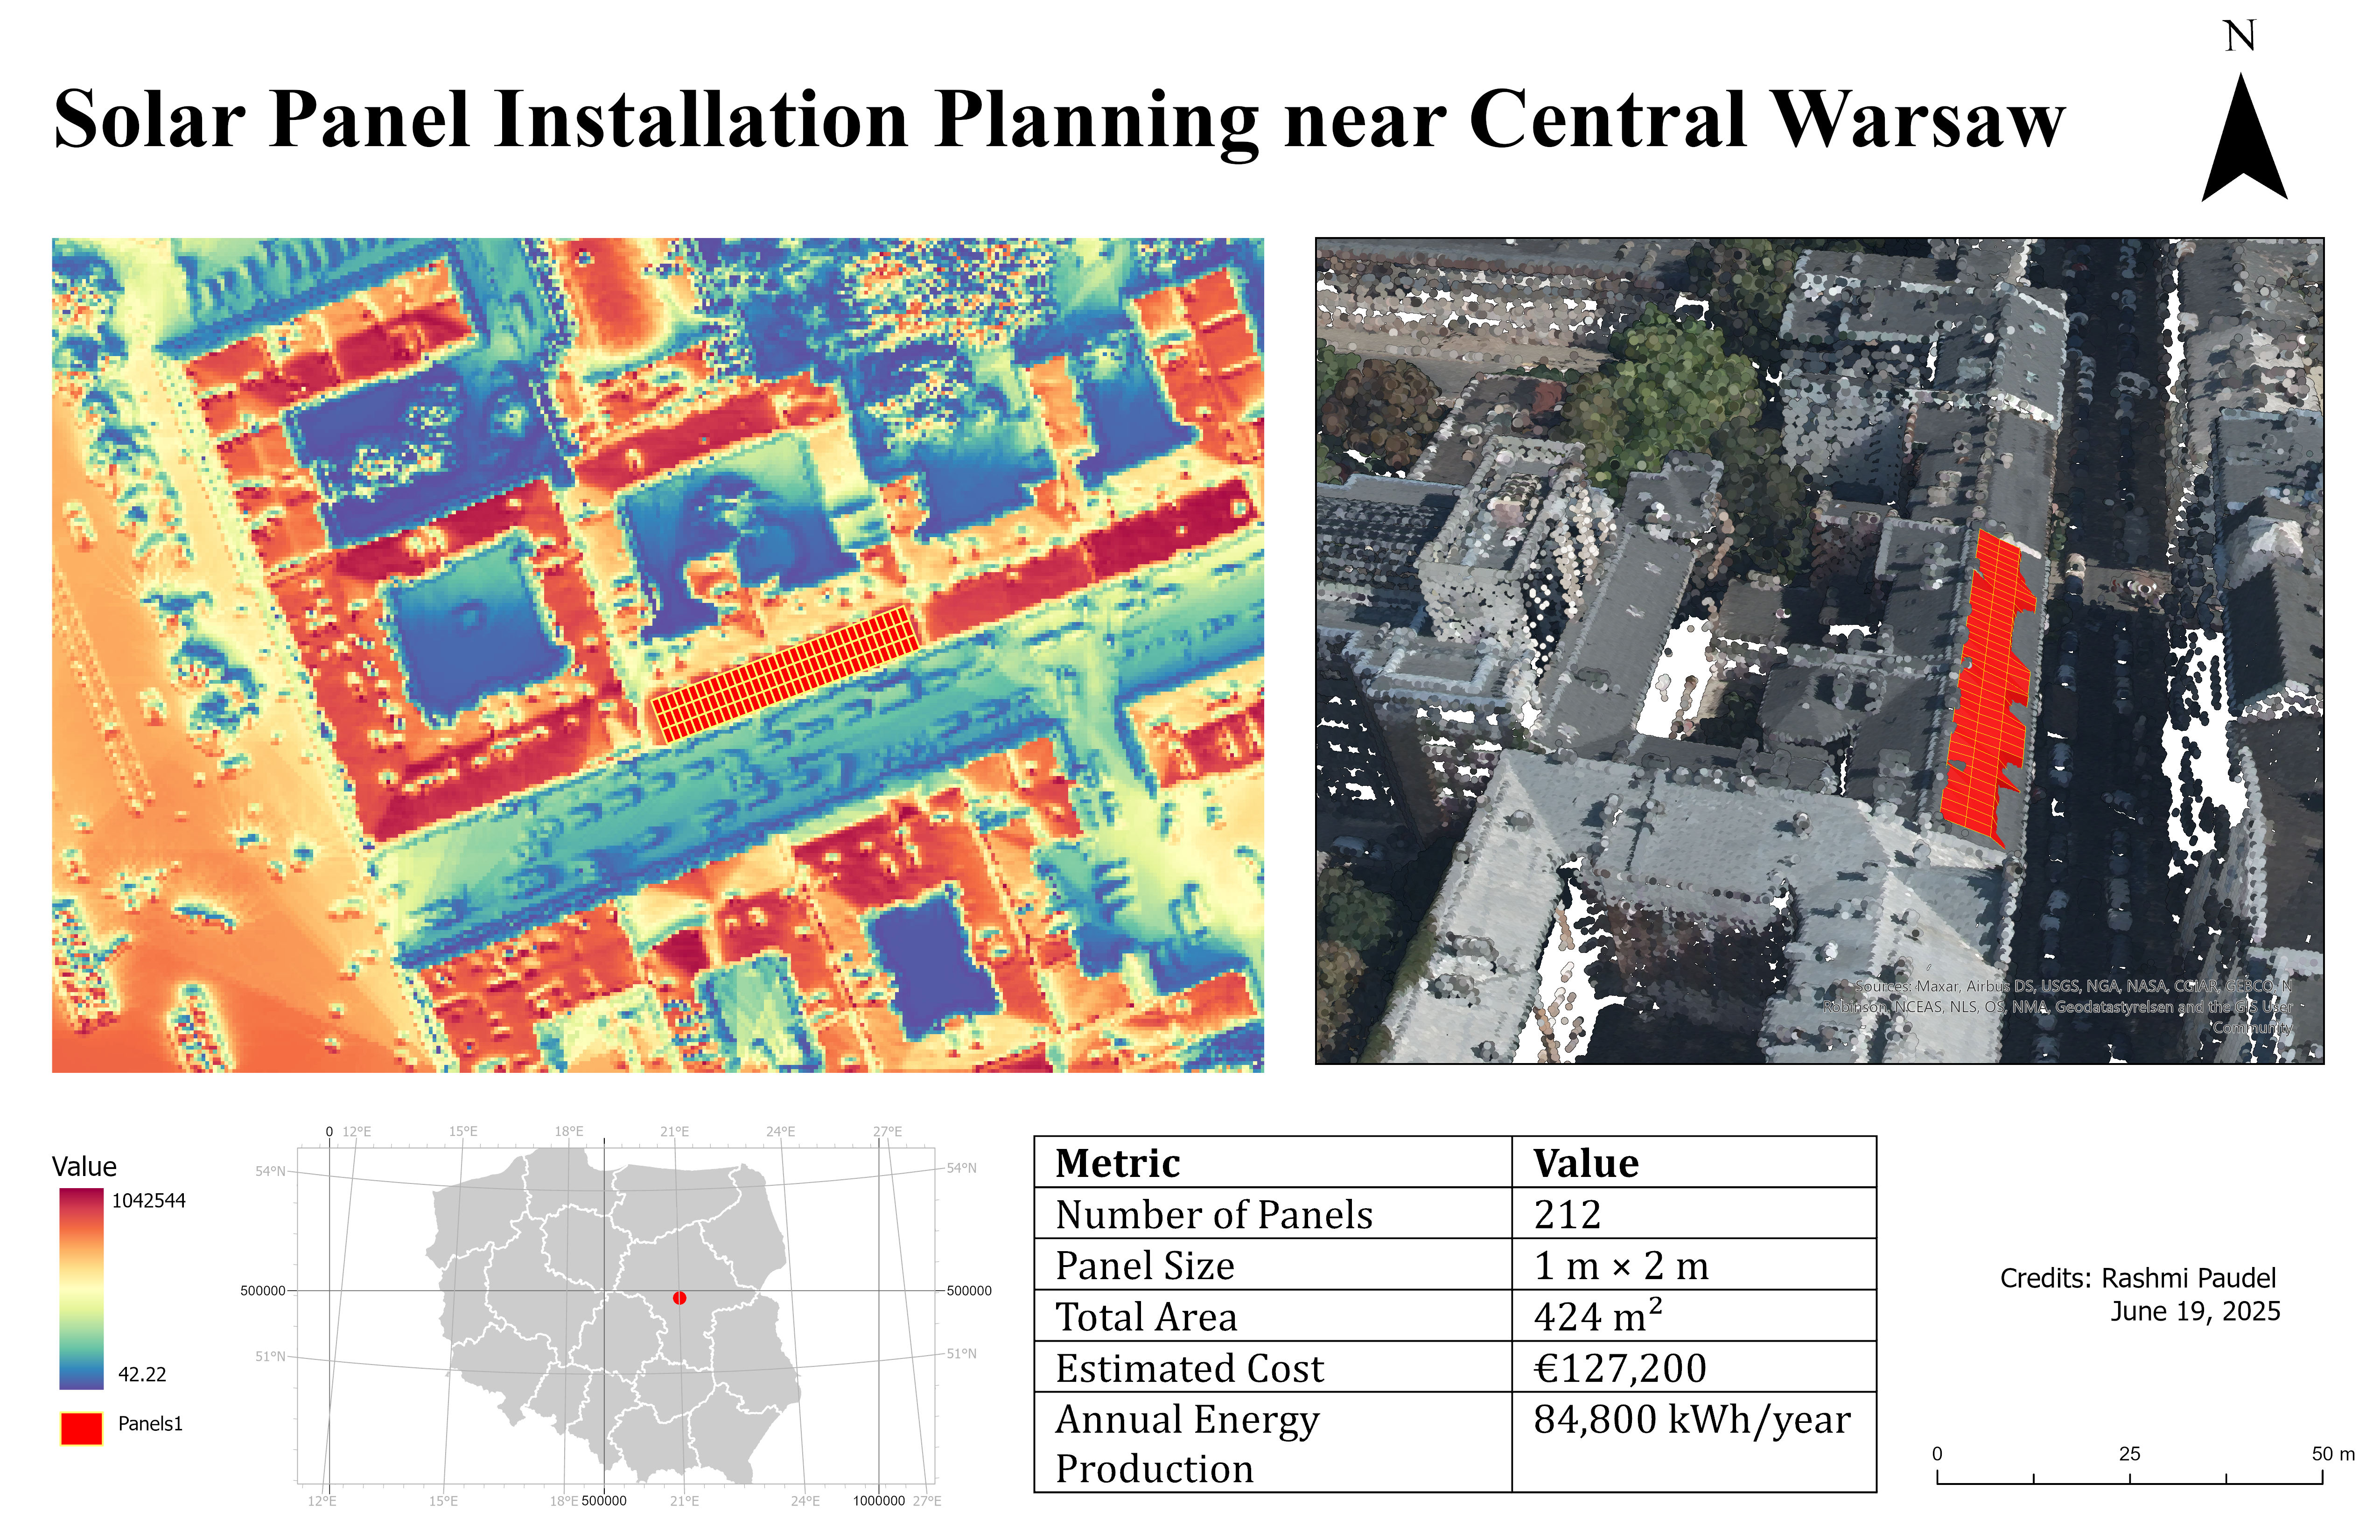 N
Solar Panel Installation Planning near Central Warsaw
Sources: Maxar, Airbus DS, USGS, NGA, NASA, CGIAR, GEBCO, N
Robinson, NCEAS, NLS, OS, NMA, Geodatastyrelsen and the GIS User
Community
Value
1042544
42.22
Panels1
0 12°E 15°E 18°E 21°E 24°E 27°E
54°N 54°N
500000 500000
51°N 51°N
12°E 15°E 18°E 500000 21°E 24°E 1000000 27°E
Metric Value
Number of Panels 212
Panel Size 1 m × 2 m
Total Area 424 m²
Estimated Cost €127,200
Annual Energy 84,800 kWh/year
Production
Credits: Rashmi Paudel
June 19, 2025
0 25 50 m